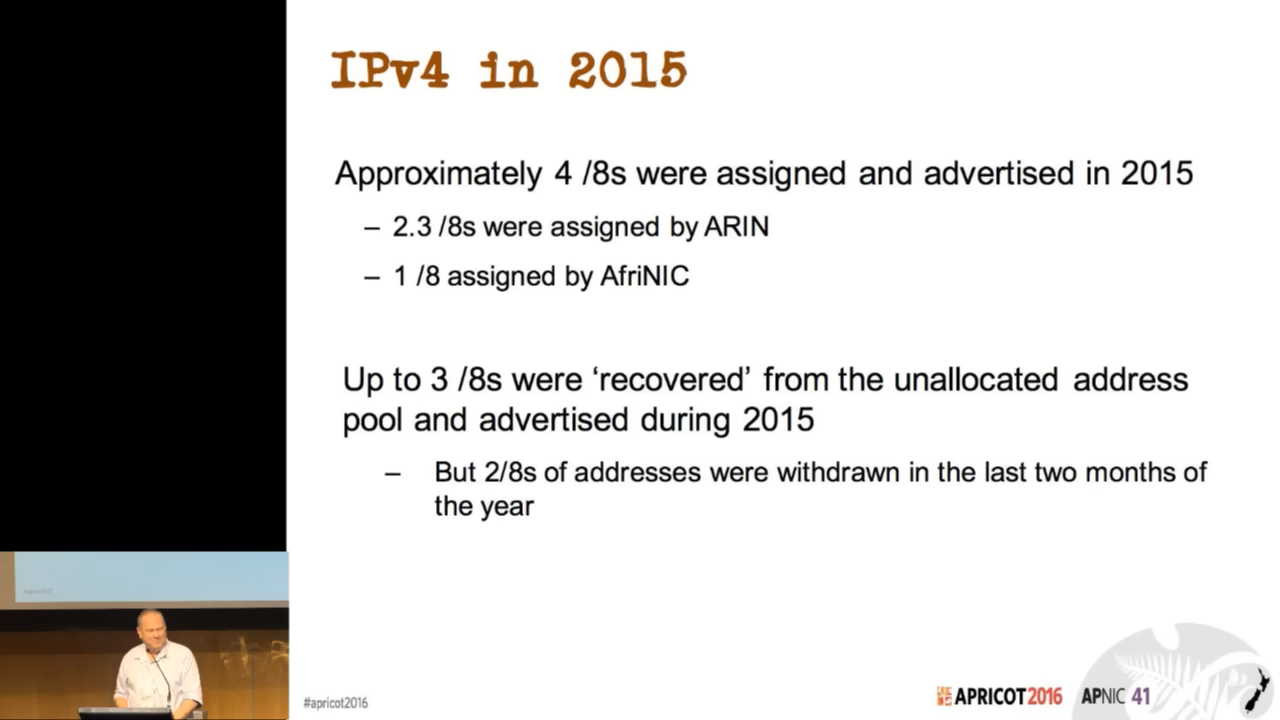 IPv4 in 2015
Approximately 4 /8s were assigned and advertised in 2015
– 2.3 /8s were assigned by ARIN
– 1 /8 assigned by AfriNIC
Up to 3 /8s were ‘recovered’ from the unallocated address
pool and advertised during 2015
– But 2/8s of addresses were withdrawn in the last two months of
the year
#apricot2016
APRICOT 2016 APNIC 41